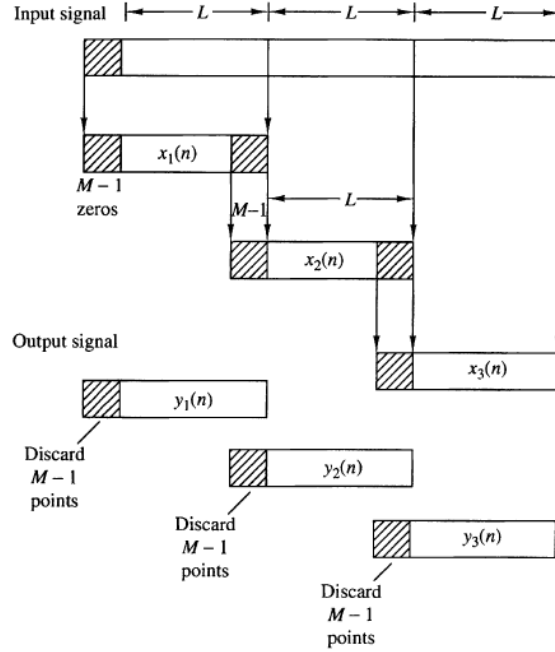 Input signal
L
L
L
x₁(n)
M − 1
zeros
M−1
L
x₂(n)
Output signal
x₃(n)
y₁(n)
Discard
M − 1
points
y₂(n)
Discard
M − 1
points
y₃(n)
Discard
M − 1
points